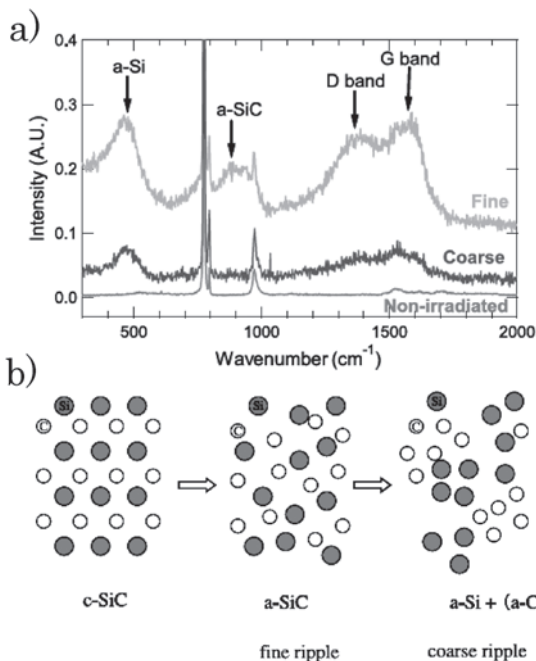 a)
0.4
0.3
0.2
0.1
0.0
Intensity (A.U.)
a-Si
a-SiC
D band
G band
Fine
Coarse
Non-irradiated
500 1000 1500 2000
Wavenumber (cm⁻¹)
b)
Si Si Si
C C C
c-SiC a-SiC a-Si + (a-C
fine ripple coarse ripple